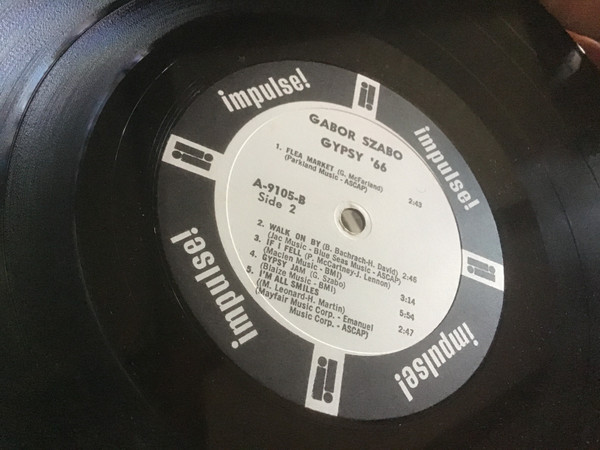 impulse!
impulse!
impulse!
impulse!
GABOR SZABO
GYPSY '66
1. FLEA MARKET (G. McFarland) 2:43
(Parkland Music - ASCAP)
A-9105-B
Side 2
2. WALK ON BY (B. Bachrach-H. David) 2:46
(Jac Music - Blue Seas Music - ASCAP)
3. IF I FELL (P. McCartney-J. Lennon) 3:14
(Maclen Music - BMI)
4. GYPSY JAM (G. Szabo) 5:54
(Blaize Music - BMI)
5. I'M ALL SMILES 2:47
((M. Leonard-H. Martin)
(Mayfair Music Corp. - Emanuel
Music Corp. - ASCAP)